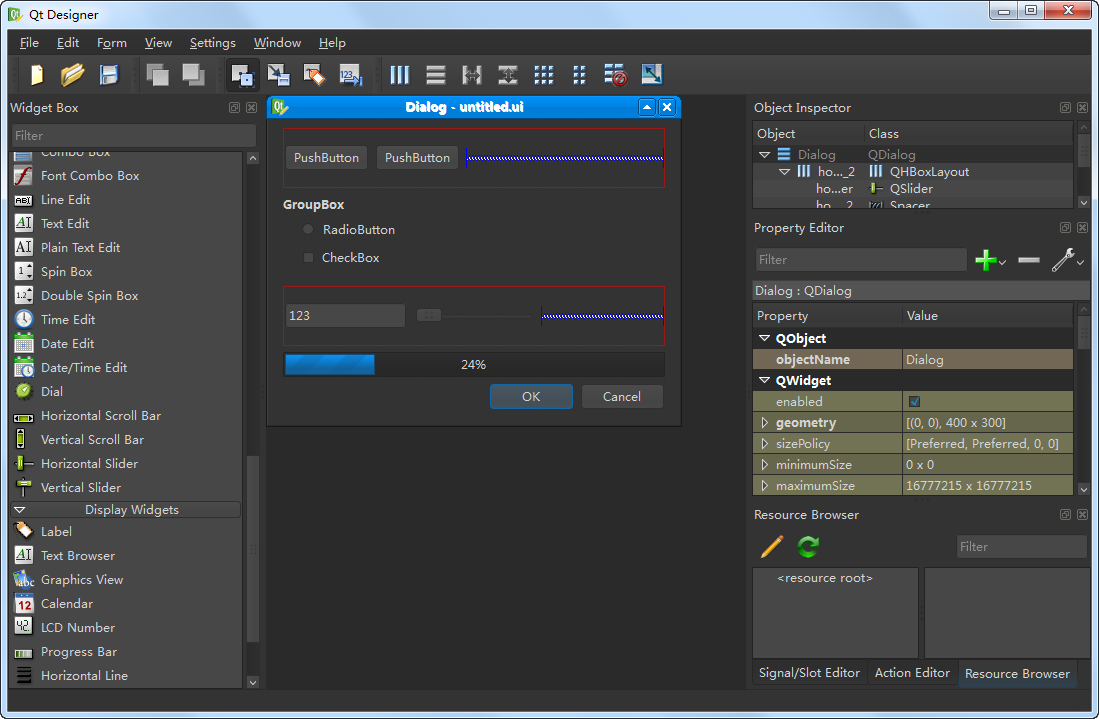 Qt Designer
File Edit Form View Settings Window Help
Widget Box
Filter
Combo Box
Font Combo Box
Line Edit
Text Edit
Plain Text Edit
Spin Box
Double Spin Box
Time Edit
Date Edit
Date/Time Edit
Dial
Horizontal Scroll Bar
Vertical Scroll Bar
Horizontal Slider
Vertical Slider
Display Widgets
Label
Text Browser
Graphics View
Calendar
LCD Number
Progress Bar
Horizontal Line
Dialog - untitled.ui
PushButton PushButton
GroupBox
RadioButton
CheckBox
123
24%
OK Cancel
Object Inspector
Object Class
Dialog QDialog
ho..._2 QHBoxLayout
ho...er QSlider
ho...2 Spacer
Property Editor
Filter
Dialog : QDialog
Property Value
QObject
objectName Dialog
QWidget
enabled
geometry [(0, 0), 400 x 300]
sizePolicy [Preferred, Preferred, 0, 0]
minimumSize 0 x 0
maximumSize 16777215 x 16777215
Resource Browser
Filter
<resource root>
Signal/Slot Editor Action Editor Resource Browser